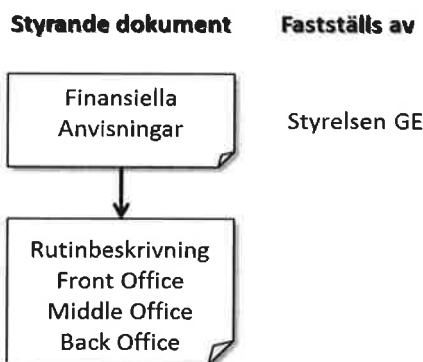 Styrande dokument
Fastställs av
Finansiella
Anvisningar
Styrelsen GE
Rutinbeskrivning
Front Office
Middle Office
Back Office